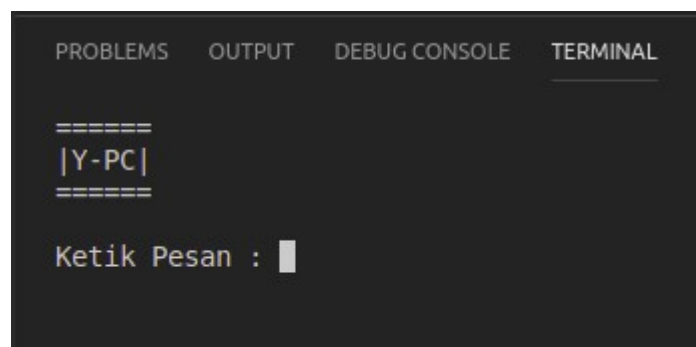 PROBLEMS OUTPUT DEBUG CONSOLE TERMINAL
======
|Y-PC|
======
Ketik Pesan :